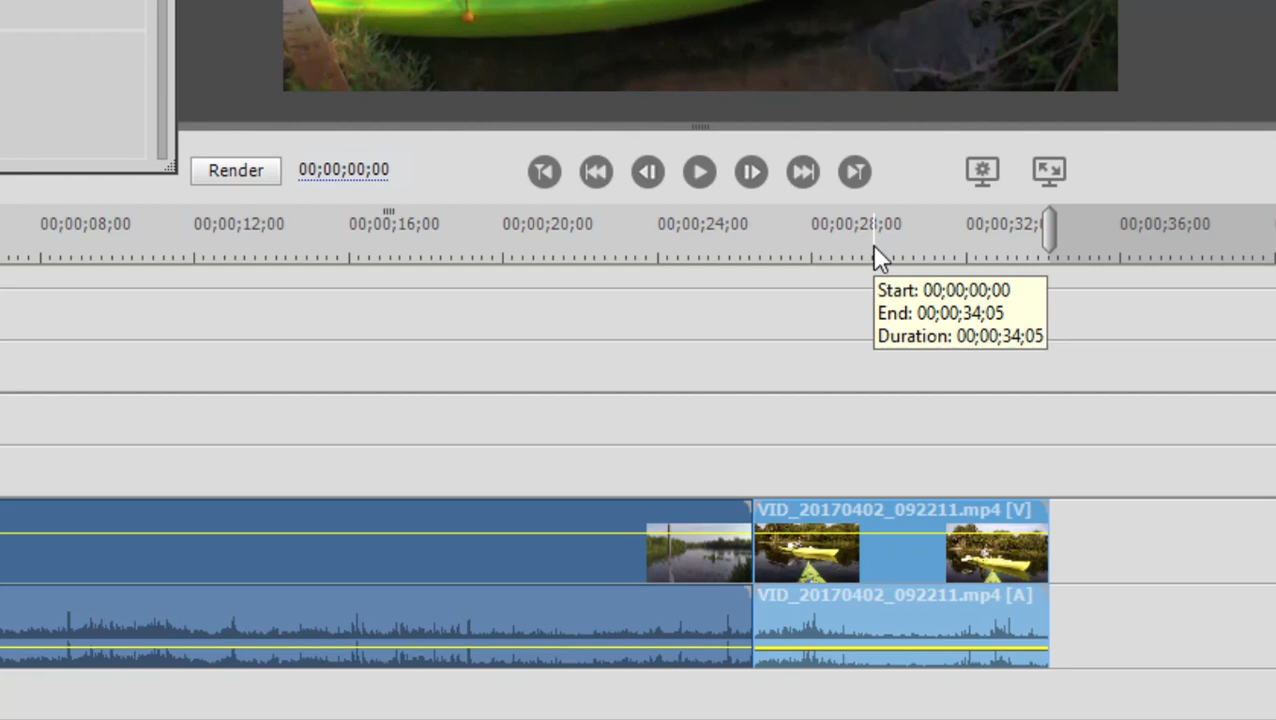 Render 00;00;00;00
00;00;08;00 00;00;12;00 00;00;16;00 00;00;20;00 00;00;24;00 00;00;28;00 00;00;32;0 00;00;36;00
Start: 00;00;00;00
End: 00;00;34;05
Duration: 00;00;34;05
VID_20170402_092211.mp4 [V]
VID_20170402_092211.mp4 [A]